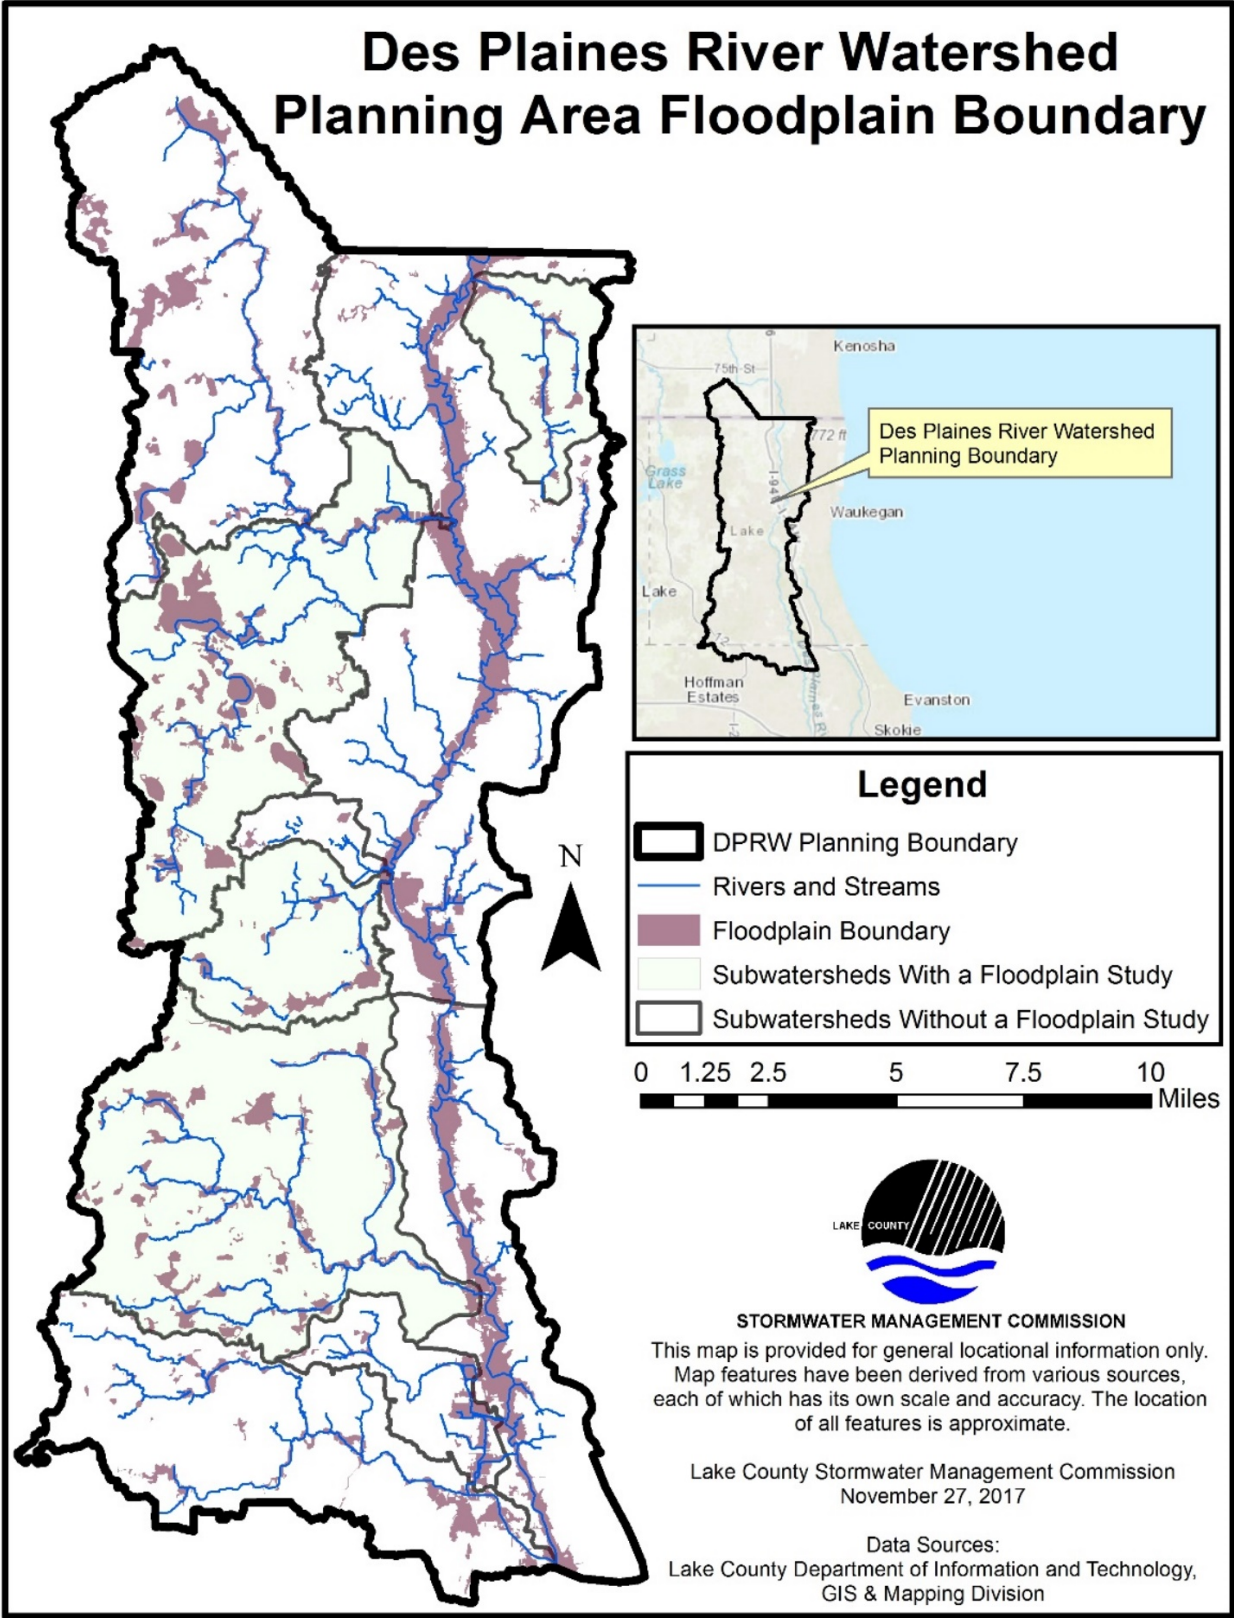 Des Plaines River Watershed
Planning Area Floodplain Boundary
Kenosha
75th St
772 ft
Des Plaines River Watershed
Planning Boundary
Grass
Lake
Waukegan
Lake
Lake
12
Hoffman
Estates
Evanston
Skokie
Legend
DPRW Planning Boundary
Rivers and Streams
Floodplain Boundary
Subwatersheds With a Floodplain Study
Subwatersheds Without a Floodplain Study
N
0 1.25 2.5 5 7.5 10
Miles
LAKE COUNTY
STORMWATER MANAGEMENT COMMISSION
This map is provided for general locational information only.
Map features have been derived from various sources,
each of which has its own scale and accuracy. The location
of all features is approximate.
Lake County Stormwater Management Commission
November 27, 2017
Data Sources:
Lake County Department of Information and Technology,
GIS & Mapping Division